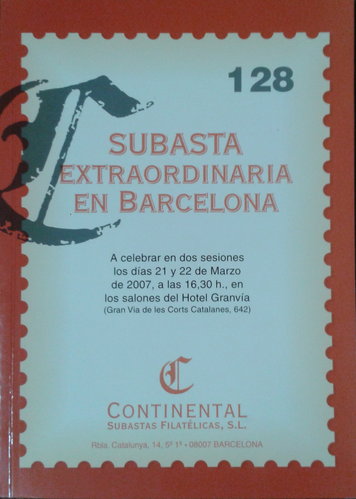 128
SUBASTA
EXTRAORDINARIA
EN BARCELONA
A celebrar en dos sesiones
los días 21 y 22 de Marzo
de 2007, a las 16,30 h., en
los salones del Hotel Granvía
(Gran Via de les Corts Catalanes, 642)
C
CONTINENTAL
SUBASTAS FILATÉLICAS, S.L.
Rbla. Catalunya, 14, 5º 1ª - 08007 BARCELONA